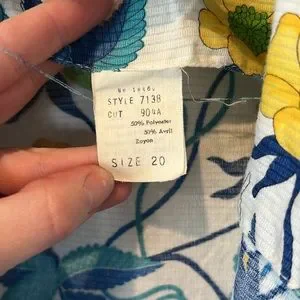 STYLE 7138
CUT 904A
50% Polyester
50% Avril
Rayon
SIZE 20